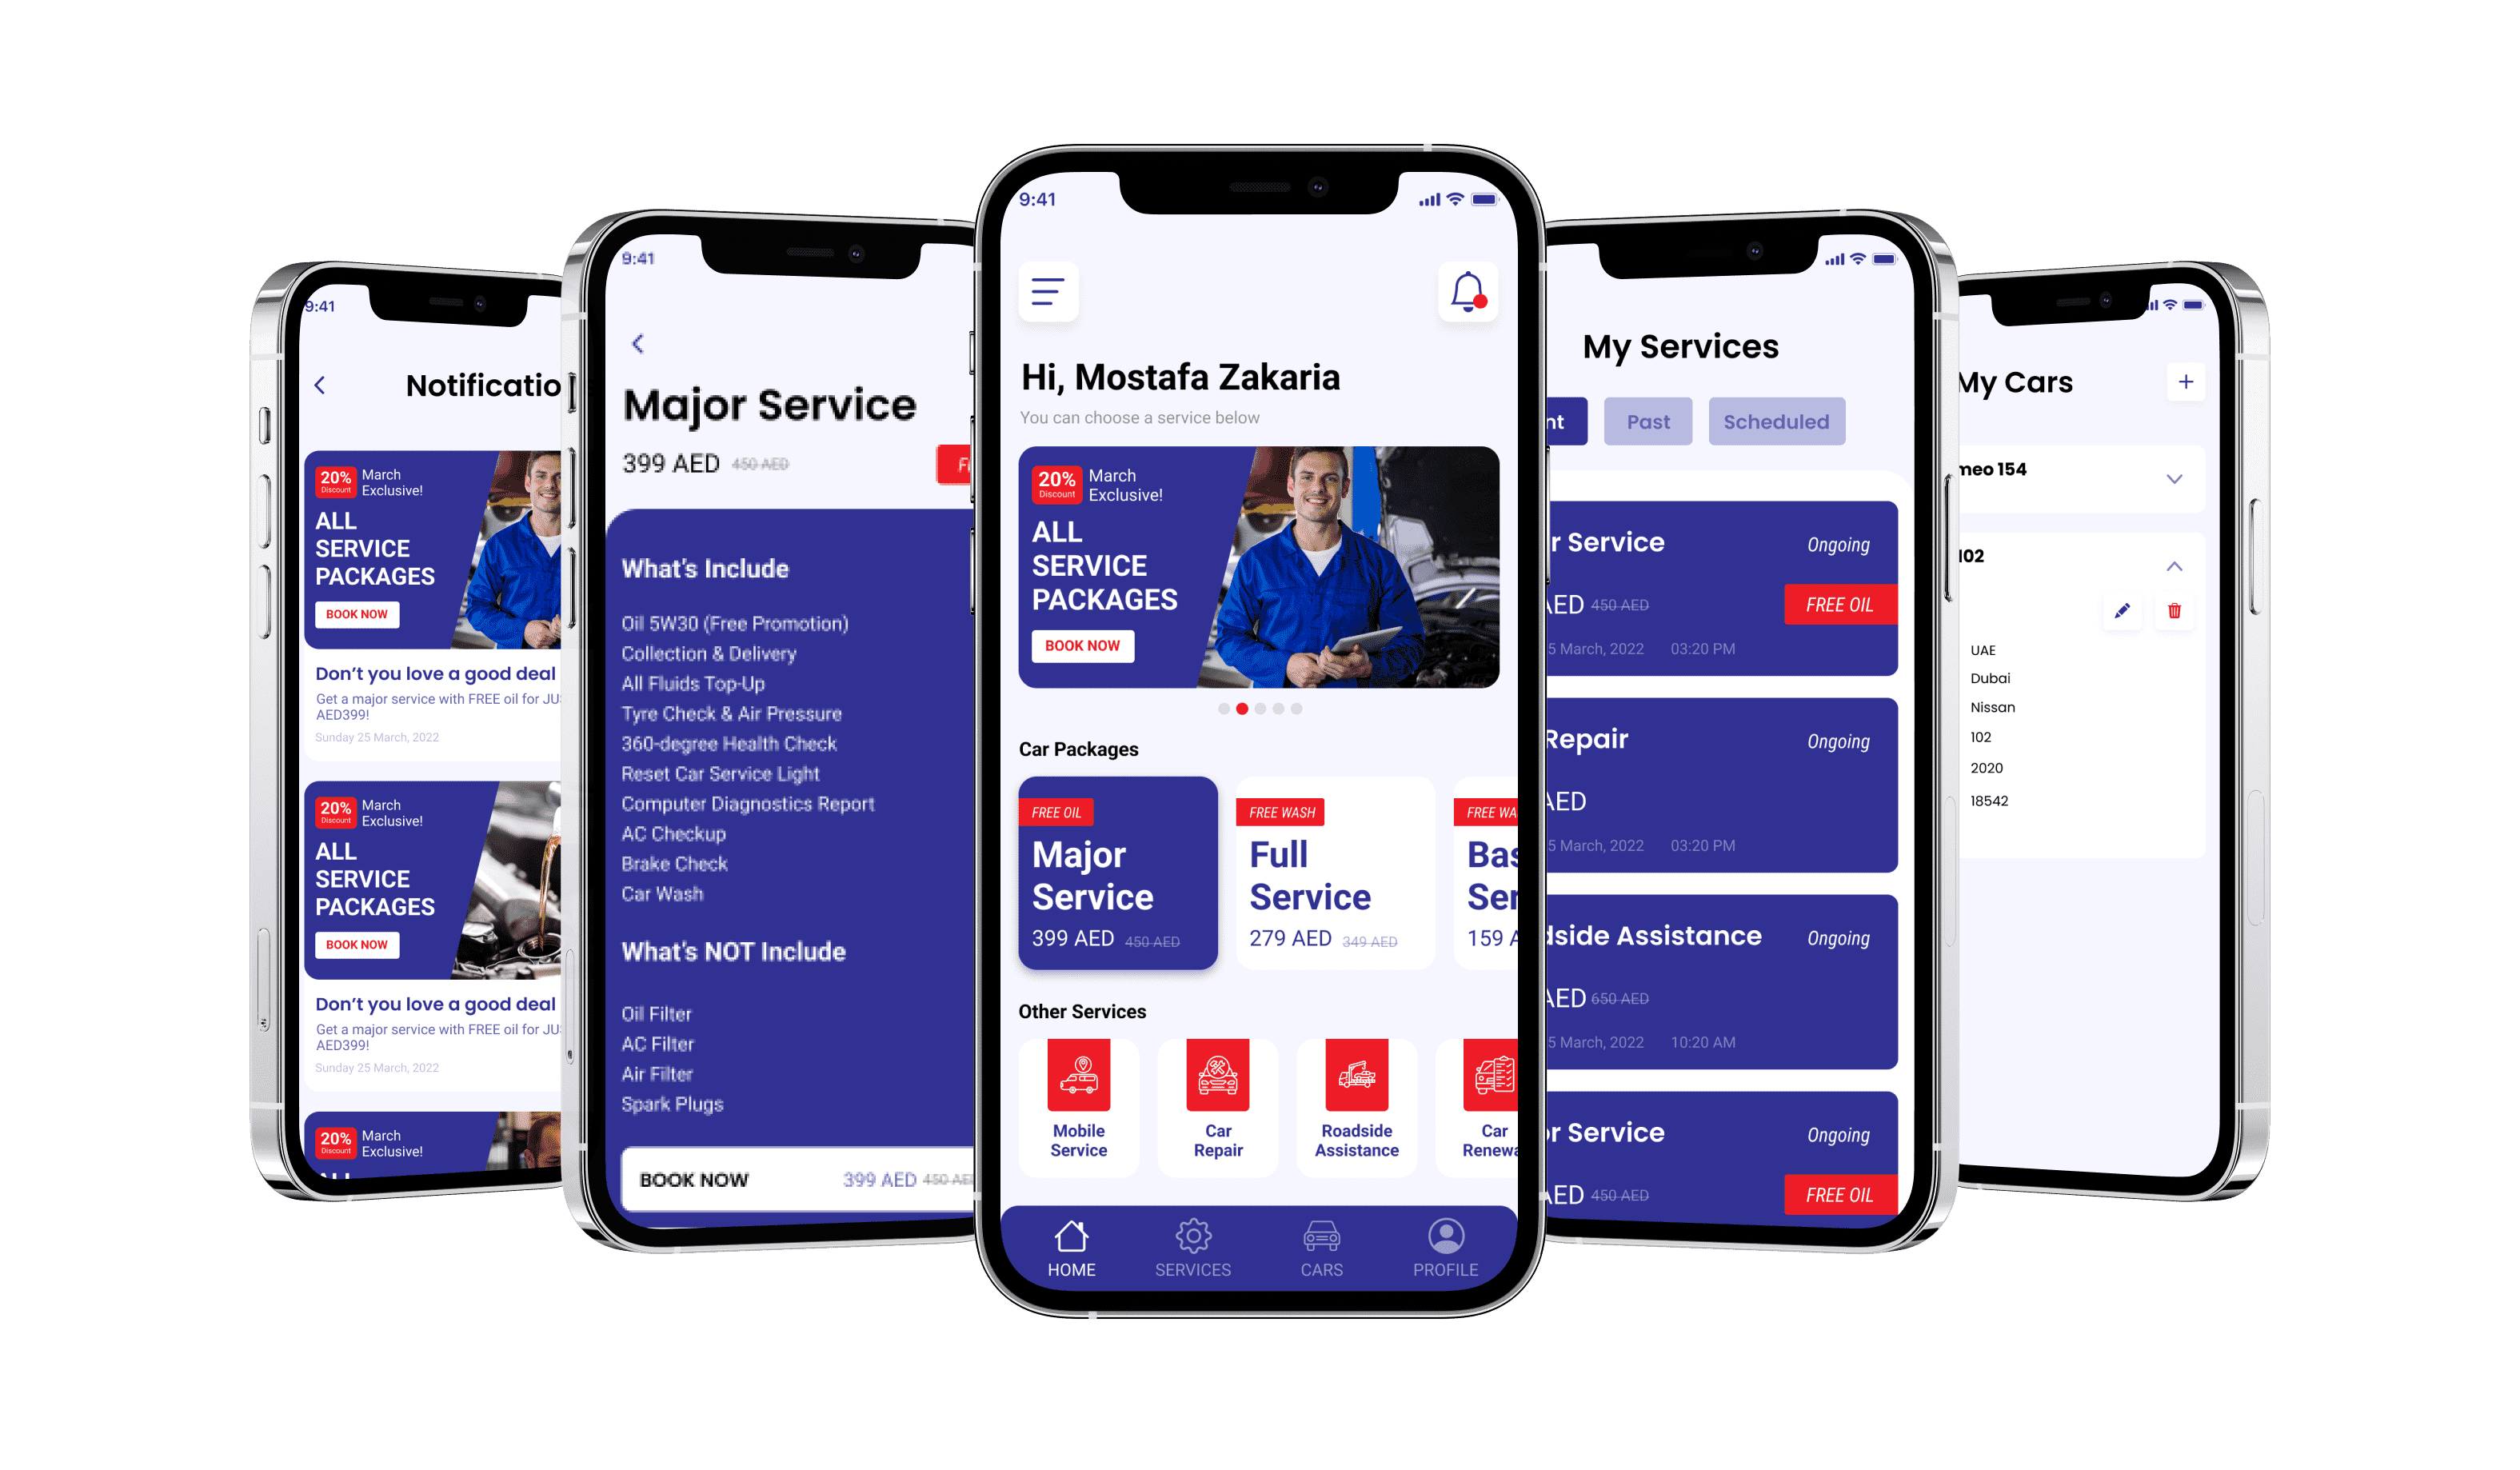 9:41
Notificatio
20%
Discount
March
Exclusive!
ALL
SERVICE
PACKAGES
BOOK NOW
Don't you love a good deal
Get a major service with FREE oil for JU
AED399!
Sunday 25 March, 2022
20%
Discount
March
Exclusive!
ALL
SERVICE
PACKAGES
BOOK NOW
Don't you love a good deal
Get a major service with FREE oil for JU
AED399!
Sunday 25 March, 2022
20%
Discount
March
Exclusive!
ALL
9:41
Major Service
399 AED 450 AED
F
What's Include
Oil 5W30 (Free Promotion)
Collection & Delivery
All Fluids Top-Up
Tyre Check & Air Pressure
360-degree Health Check
Reset Car Service Light
Computer Diagnostics Report
AC Checkup
Brake Check
Car Wash
What's NOT Include
Oil Filter
AC Filter
Air Filter
Spark Plugs
BOOK NOW 399 AED 450 AE
9:41
Hi, Mostafa Zakaria
You can choose a service below
20%
Discount
March
Exclusive!
ALL
SERVICE
PACKAGES
BOOK NOW
Car Packages
FREE OIL
Major
Service
399 AED 450 AED
FREE WASH
Full
Service
279 AED 349 AED
FREE WA
Bas
Ser
159 A
Other Services
Mobile
Service
Car
Repair
Roadside
Assistance
Car
Renewa
HOME SERVICES CARS PROFILE
My Services
nt Past Scheduled
r Service Ongoing
AED 450 AED FREE OIL
5 March, 2022 03:20 PM
Repair Ongoing
AED
5 March, 2022 03:20 PM
dside Assistance Ongoing
AED 650 AED
5 March, 2022 10:20 AM
or Service Ongoing
AED 450 AED FREE OIL
My Cars
meo 154
102
UAE
Dubai
Nissan
102
2020
18542